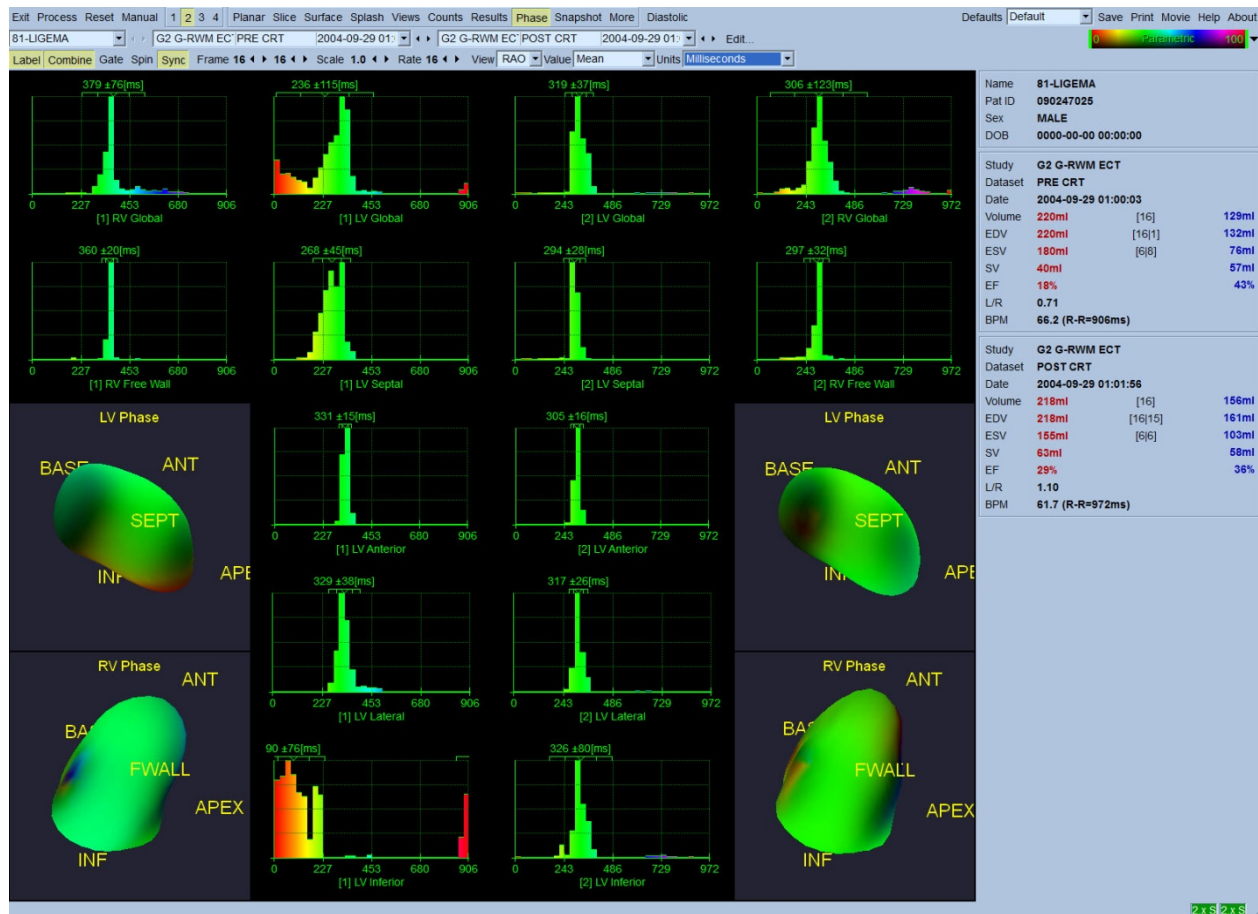 Exit Process Reset Manual 1 2 3 4 Planar Slice Surface Splash Views Counts Results Phase Snapshot More Diastolic Defaults Default Save Print Movie Help About
81-LIGEMA G2 G-RWM ECT PRE CRT 2004-09-29 01: G2 G-RWM ECT POST CRT 2004-09-29 01: Edit...
0 Parametric 100
Label Combine Gate Spin Sync Frame 16 16 Scale 1.0 Rate 16 View RAO Value Mean Units Milliseconds
379 ±76[ms] 236 ±115[ms] 319 ±37[ms] 306 ±123[ms]
0 227 453 680 906 0 227 453 680 906 0 243 486 729 972 0 243 486 729 972
[1] RV Global [1] LV Global [2] LV Global [2] RV Global
360 ±20[ms] 268 ±45[ms] 294 ±28[ms] 297 ±32[ms]
0 227 453 680 906 0 227 453 680 906 0 243 486 729 972 0 243 486 729 972
[1] RV Free Wall [1] LV Septal [2] LV Septal [2] RV Free Wall
LV Phase
BASE ANT
SEPT
INF APE
331 ±15[ms] 305 ±16[ms]
0 227 453 680 906 0 243 486 729 972
[1] LV Anterior [2] LV Anterior
LV Phase
BASE ANT
SEPT
INF APE
329 ±38[ms] 317 ±26[ms]
0 227 453 680 906 0 243 486 729 972
[1] LV Lateral [2] LV Lateral
RV Phase
ANT
BAS
FWALL
APEX
INF
90 ±76[ms] 326 ±80[ms]
0 227 453 680 906 0 243 486 729 972
[1] LV Inferior [2] LV Inferior
RV Phase
ANT
BAS
FWALL
APEX
INF
Name 81-LIGEMA
Pat ID 090247025
Sex MALE
DOB 0000-00-00 00:00:00
Study G2 G-RWM ECT
Dataset PRE CRT
Date 2004-09-29 01:00:03
Volume 220ml [16] 129ml
EDV 220ml [16|1] 132ml
ESV 180ml [6|8] 76ml
SV 40ml 57ml
EF 18% 43%
L/R 0.71
BPM 66.2 (R-R=906ms)
Study G2 G-RWM ECT
Dataset POST CRT
Date 2004-09-29 01:01:56
Volume 218ml [16] 156ml
EDV 218ml [16|15] 161ml
ESV 155ml [6|6] 103ml
SV 63ml 58ml
EF 29% 36%
L/R 1.10
BPM 61.7 (R-R=972ms)
2 x S 2 x S